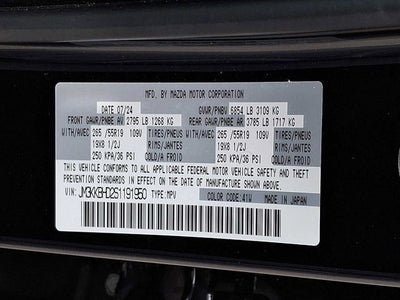 MFD. BY MAZDA MOTOR CORPORATION
DATE 07/24 GVWR/PNBV 6854 LB 3109 KG
FRONT GAWR/PNBE AV 2795 LB 1268 KG REAR GAWR/PNBE AR 3785 LB 1717 KG
WITH/AVEC 265 /55R19 109V TIRES/PNEUS WITH/AVEC 265 /55R19 109V TIRES/PNEUS
19X8 1/2J RIMS/JANTES 19X8 1/2J RIMS/JANTES
250 KPA/36 PSI COLD/A FROID 250 KPA/36 PSI COLD/A FROID
THIS VEHICLE CONFORMS TO ALL APPLICABLE FEDERAL MOTOR VEHICLE SAFETY AND THEFT
PREVENTION STANDARDS IN EFFECT ON THE DATE OF MANUFACTURE SHOWN ABOVE.
VIN: JM3KKBHD2S1191950 TYPE:MPV
COLOR CODE:41W MADE IN JAPAN